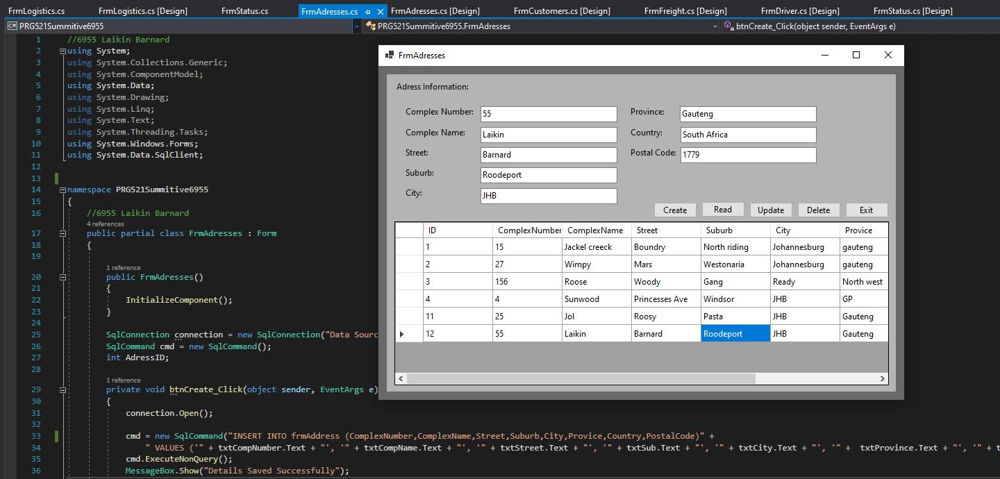 FrmLogistics.cs FrmLogistics.cs [Design] FrmStatus.cs FrmAdresses.cs FrmAdresses.cs [Design] FrmCustomers.cs [Design] FrmFreight.cs [Design] FrmDriver.cs [Design] FrmStatus.cs [Design]
C# PRG521Summitive6955 PRG521Summitive6955.FrmAdresses btnCreate_Click(object sender, EventArgs e)
1 //6955 Laikin Barnard
2 using System;
3 using System.Collections.Generic;
4 using System.ComponentModel;
5 using System.Data;
6 using System.Drawing;
7 using System.Linq;
8 using System.Text;
9 using System.Threading.Tasks;
10 using System.Windows.Forms;
11 using System.Data.SqlClient;
12
13
14 namespace PRG521Summitive6955
15 {
16 //6955 Laikin Barnard
4 references
17 public partial class FrmAdresses : Form
18 {
19
1 reference
20 public FrmAdresses()
21 {
22 InitializeComponent();
23 }
24
25 SqlConnection connection = new SqlConnection("Data Sourc
26 SqlCommand cmd = new SqlCommand();
27 int AdressID;
28
1 reference
29 private void btnCreate_Click(object sender, EventArgs e)
30 {
31 connection.Open();
32
33 cmd = new SqlCommand("INSERT INTO frmAddress (ComplexNumber,ComplexName,Street,Suburb,City,Provice,Country,PostalCode)" +
34 " VALUES ('" + txtCompNumber.Text + "', '" + txtCompName.Text + "', '" + txtStreet.Text + "', '" + txtSub.Text + "', '" + txtCity.Text + "', '" + txtProvince.Text + "', '" + t
35 cmd.ExecuteNonQuery();
36 MessageBox.Show("Details Saved Successfully");
FrmAdresses
Adress Information:
Complex Number: 55 Province: Gauteng
Complex Name: Laikin Country: South Africa
Street: Barnard Postal Code: 1779
Suburb: Roodeport
City: JHB
Create Read Update Delete Exit
ID ComplexNumber ComplexName Street Suburb City Provice
1 15 Jackel creeck Boundry North riding Johannesburg gauteng
2 27 Wimpy Mars Westonaria Johannesburg gauteng
3 156 Roose Woody Gang Ready North west
4 4 Sunwood Princesses Ave Windsor JHB GP
11 25 Jol Roosy Pasta JHB Gauteng
12 55 Laikin Barnard Roodeport JHB Gauteng